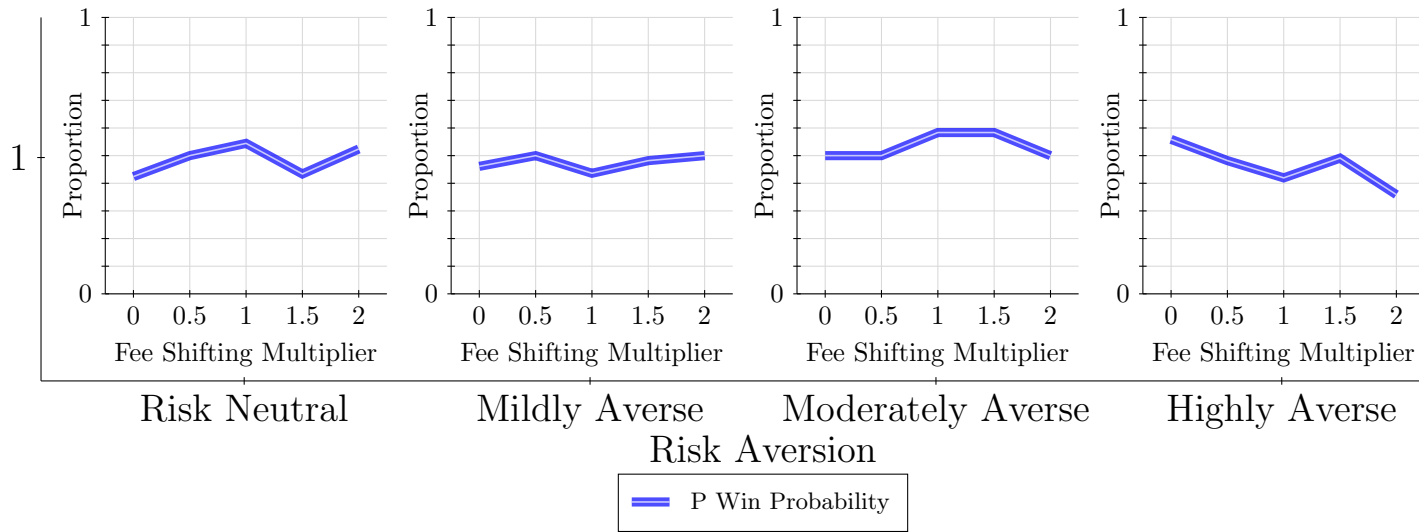 1 1 1 1
Proportion Proportion Proportion Proportion
1
0 0 0 0
0 0.5 1 1.5 2 0 0.5 1 1.5 2 0 0.5 1 1.5 2 0 0.5 1 1.5 2
Fee Shifting Multiplier Fee Shifting Multiplier Fee Shifting Multiplier Fee Shifting Multiplier
Risk Neutral Mildly Averse Moderately Averse Highly Averse
Risk Aversion
P Win Probability